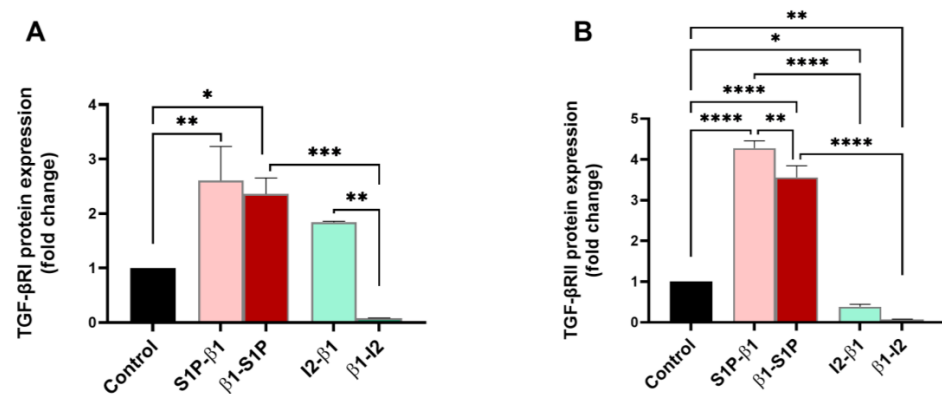 A
TGF-βRI protein expression
(fold change)
4
3
2
1
0
*
**
***
**
Control
S1P-β1
β1-S1P
I2-β1
β1-I2
B
TGF-βRII protein expression
(fold change)
5
4
3
2
1
0
**
*
****
****
****
**
****
Control
S1P-β1
β1-S1P
I2-β1
β1-I2